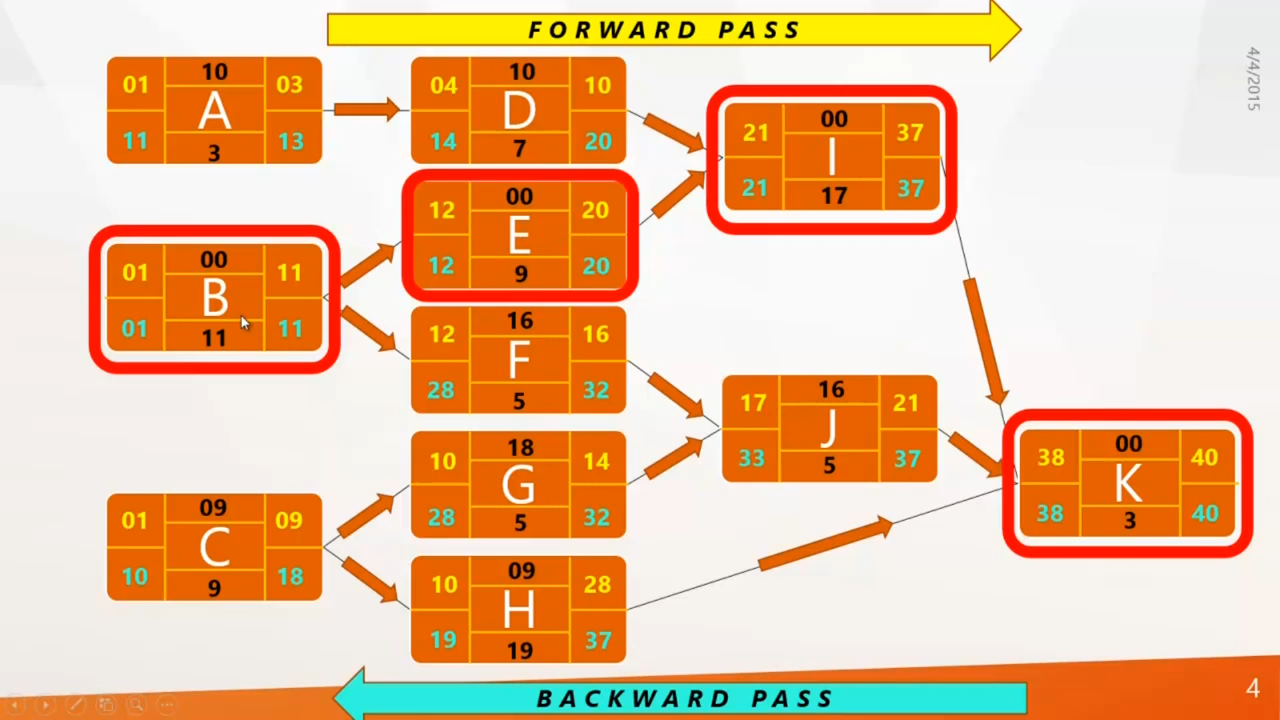 FORWARD PASS
4/4/2015
01 10 03
A
11 3 13
04 10 10
D
14 7 20
21 00 37
I
21 17 37
12 00 20
E
12 9 20
01 00 11
B
01 11 11
12 16 16
F
28 5 32
17 16 21
J
33 5 37
10 18 14
G
28 5 32
38 00 40
K
38 3 40
01 09 09
C
10 9 18
10 09 28
H
19 19 37
BACKWARD PASS
4